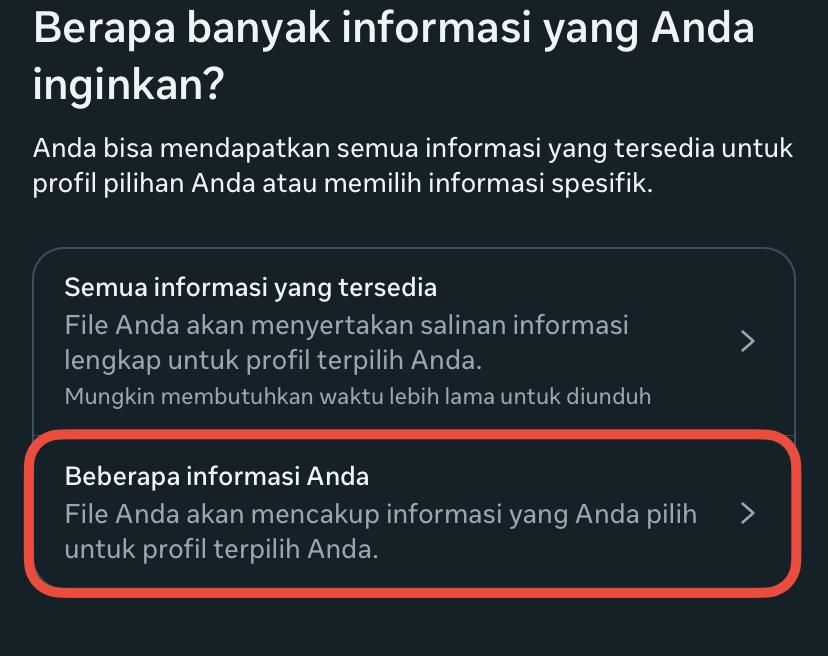 Berapa banyak informasi yang Anda
inginkan?
Anda bisa mendapatkan semua informasi yang tersedia untuk
profil pilihan Anda atau memilih informasi spesifik.
Semua informasi yang tersedia
File Anda akan menyertakan salinan informasi
lengkap untuk profil terpilih Anda.
Mungkin membutuhkan waktu lebih lama untuk diunduh
Beberapa informasi Anda
File Anda akan mencakup informasi yang Anda pilih
untuk profil terpilih Anda.